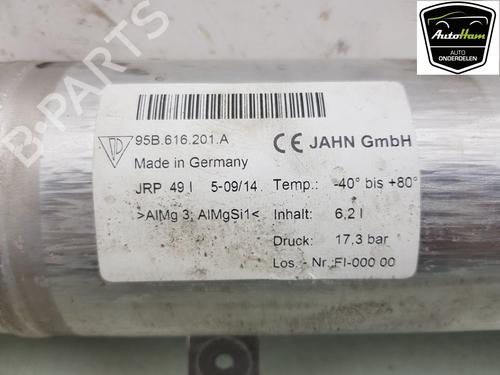 AutoHam
AUTO
ONDERDELEN
B-PARTS
95B.616.201.A
CE JAHN GmbH
Made in Germany
JRP 49 l 5-09/14 Temp.: -40° bis +80°
>AlMg 3; AlMgSi1< Inhalt: 6,2 l
Druck: 17,3 bar
Los. - Nr.:FI-000 00